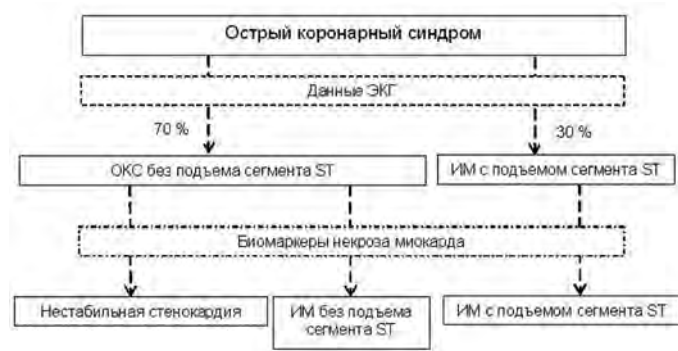 Острый коронарный синдром
Данные ЭКГ
70 %
30 %
ОКС без подъема сегмента ST
ИМ с подъемом сегмента ST
Биомаркеры некроза миокарда
Нестабильная стенокардия
ИМ без подъема
сегмента ST
ИМ с подъемом сегмента ST